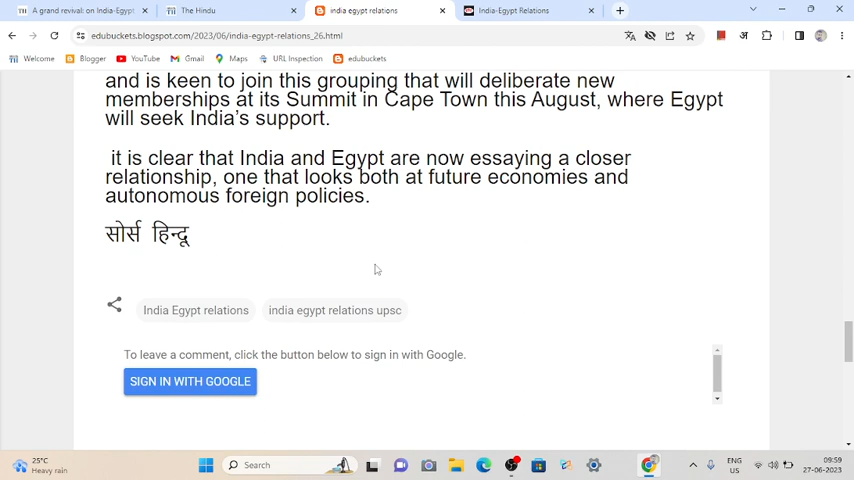 A grand revival: on India-Egypt
The Hindu
india egypt relations
India-Egypt Relations
edubuckets.blogspot.com/2023/06/india-egypt-relations_26.html
Welcome
Blogger
YouTube
Gmail
Maps
URL Inspection
edubuckets
and is keen to join this grouping that will deliberate new
memberships at its Summit in Cape Town this August, where Egypt
will seek India's support.
it is clear that India and Egypt are now essaying a closer
relationship, one that looks both at future economies and
autonomous foreign policies.
सोर्स हिन्दू
India Egypt relations
india egypt relations upsc
To leave a comment, click the button below to sign in with Google.
SIGN IN WITH GOOGLE
25°C
Heavy rain
Search
ENG
US
09:59
27-06-2023